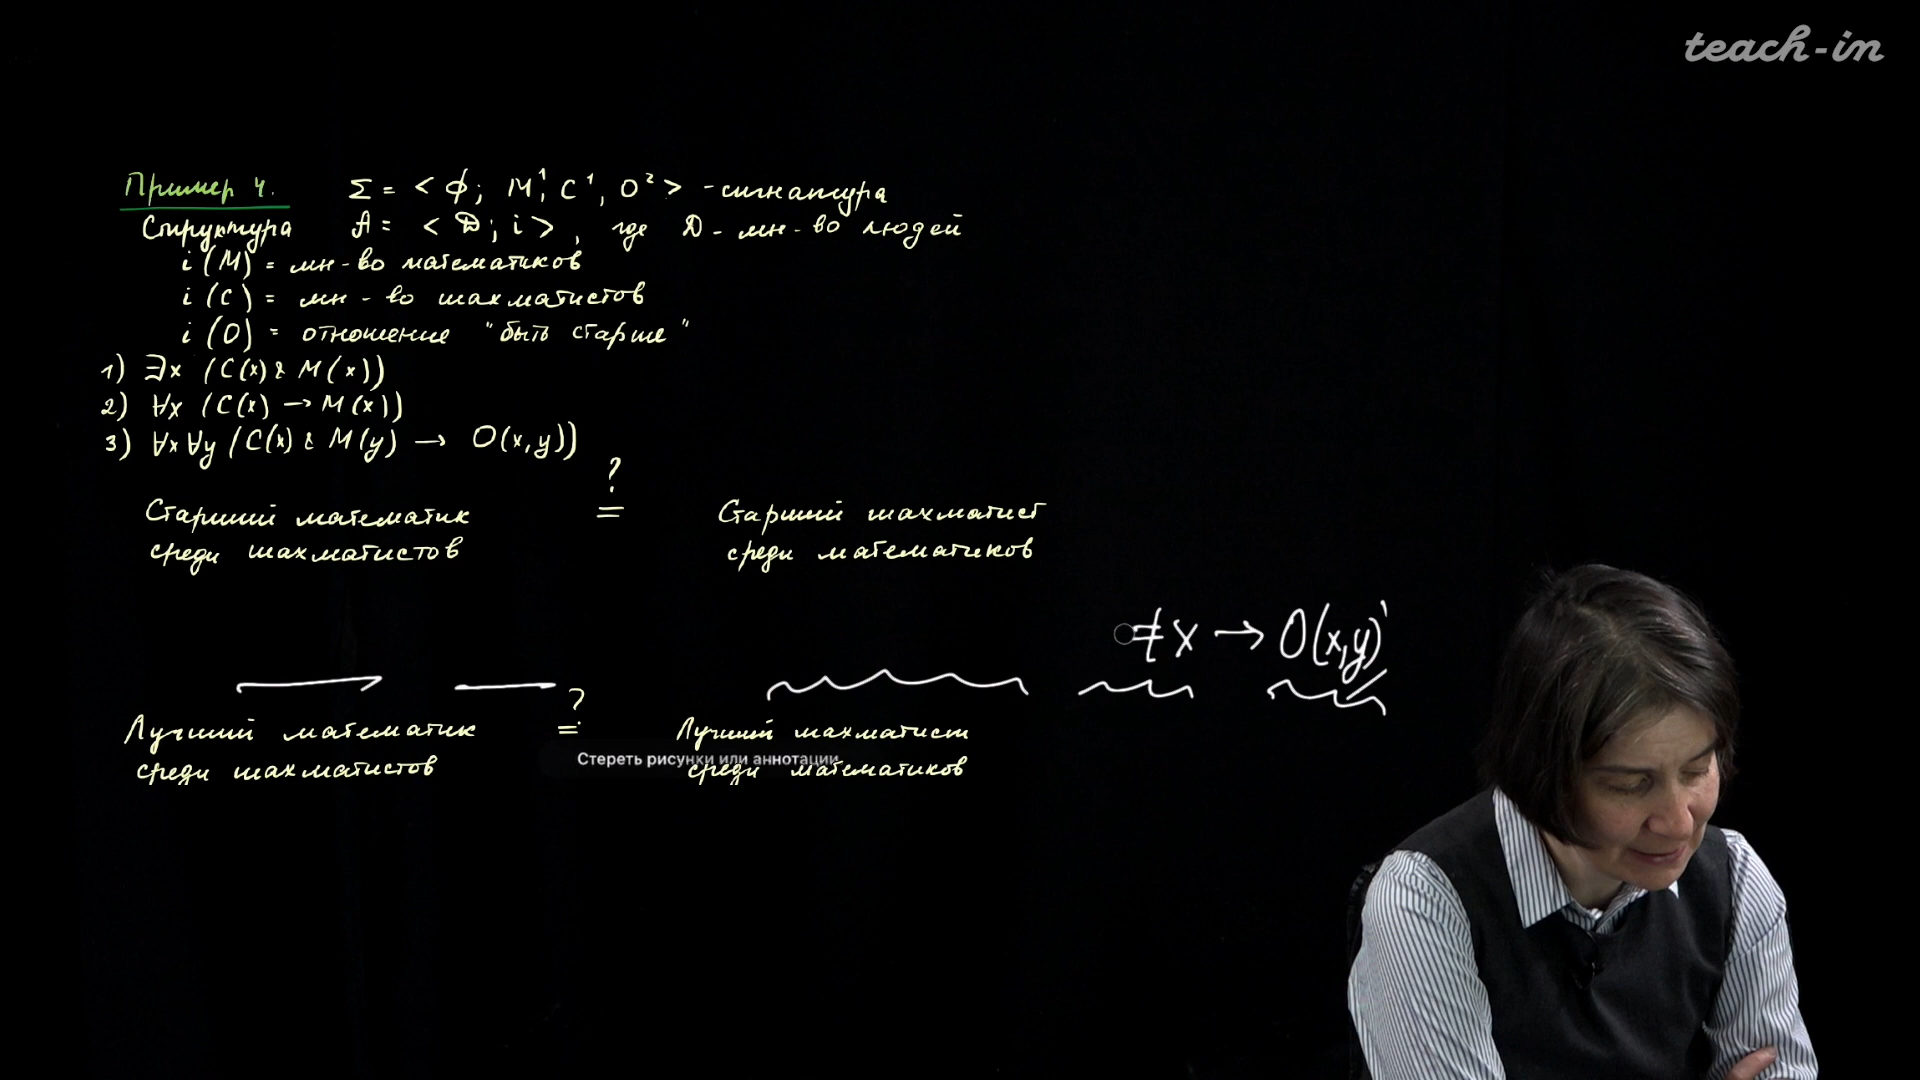 teach-in
Пример 4. Σ = < ϕ; M¹, C¹, O² > - сигнатура
Структура A = < D; i >, где D - мн-во людей
i (M) = мн-во математиков
i (C) = мн-во шахматистов
i (O) = отношение "быть старше"
1) ∃x (C(x) & M(x))
2) ∀x (C(x) → M(x))
3) ∀x ∀y (C(x) & M(y) → O(x,y))
?
Старший математик = Старший шахматист
среди шахматистов среди математиков
≠ x → O(x,y)
?
Лучший математик = Лучший шахматист
Стереть рисунки или аннотации
среди шахматистов среди математиков